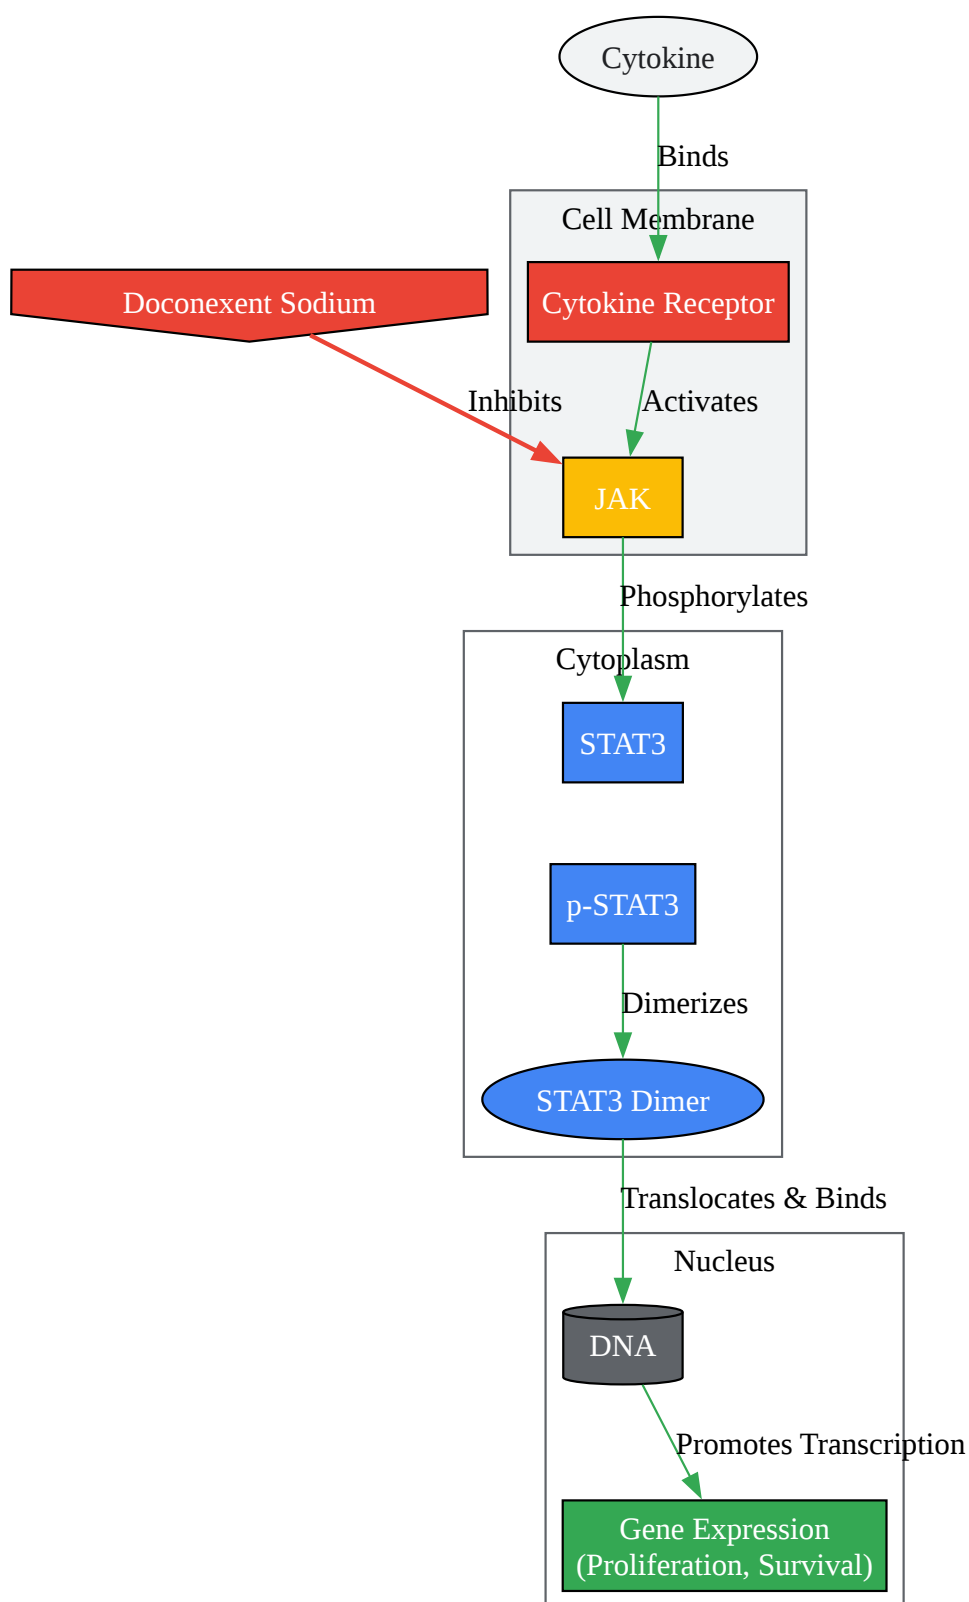 Cytokine
Binds
Cell Membrane
Doconexent Sodium
Cytokine Receptor
Inhibits
Activates
JAK
Phosphorylates
Cytoplasm
STAT3
p-STAT3
Dimerizes
STAT3 Dimer
Translocates & Binds
Nucleus
DNA
Promotes Transcription
Gene Expression
(Proliferation, Survival)